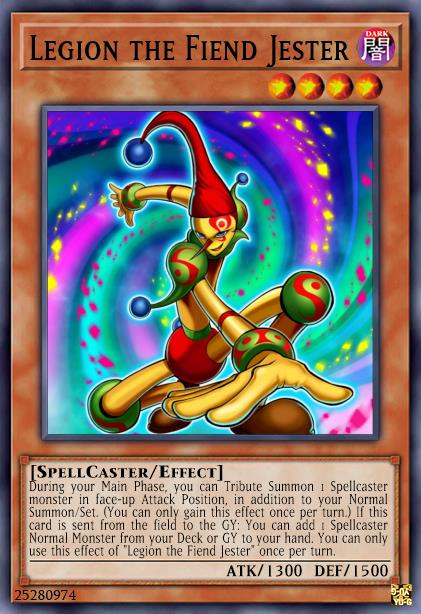 LEGION THE FIEND JESTER
DARK
闇
[SPELLCASTER/EFFECT]
During your Main Phase, you can Tribute Summon 1 Spellcaster
monster in face-up Attack Position, in addition to your Normal
Summon/Set. (You can only gain this effect once per turn.) If this
card is sent from the field to the GY: You can add 1 Spellcaster
Normal Monster from your Deck or GY to your hand. You can only
use this effect of "Legion the Fiend Jester" once per turn.
ATK/1300 DEF/1500
25280974